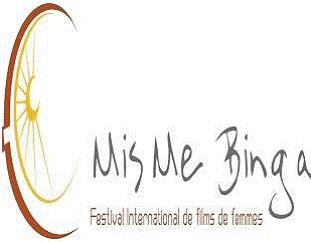 Mis Me Binga
Festival International de films de femmes